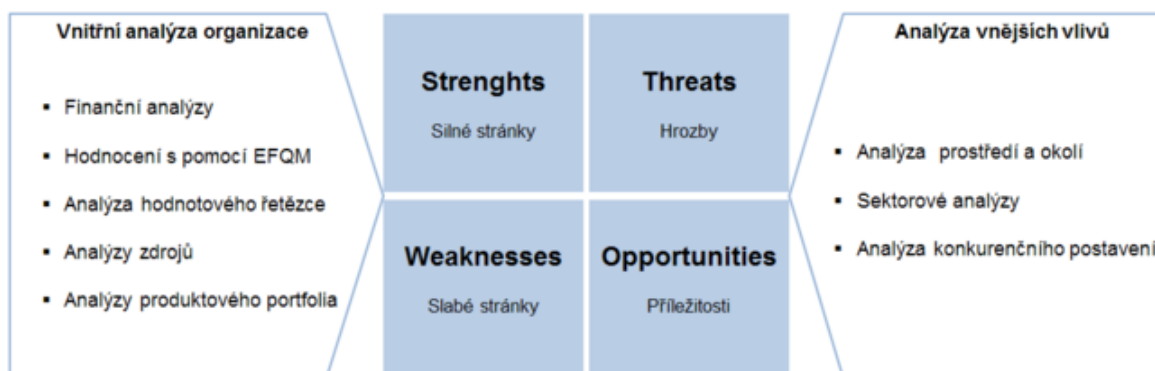 Vnitřní analýza organizace
▪ Finanční analýzy
▪ Hodnocení s pomocí EFQM
▪ Analýza hodnotového řetězce
▪ Analýzy zdrojů
▪ Analýzy produktového portfolia
Strenghts
Silné stránky
Threats
Hrozby
Weaknesses
Slabé stránky
Opportunities
Příležitosti
Analýza vnějších vlivů
▪ Analýza prostředí a okolí
▪ Sektorové analýzy
▪ Analýza konkurenčního postavení